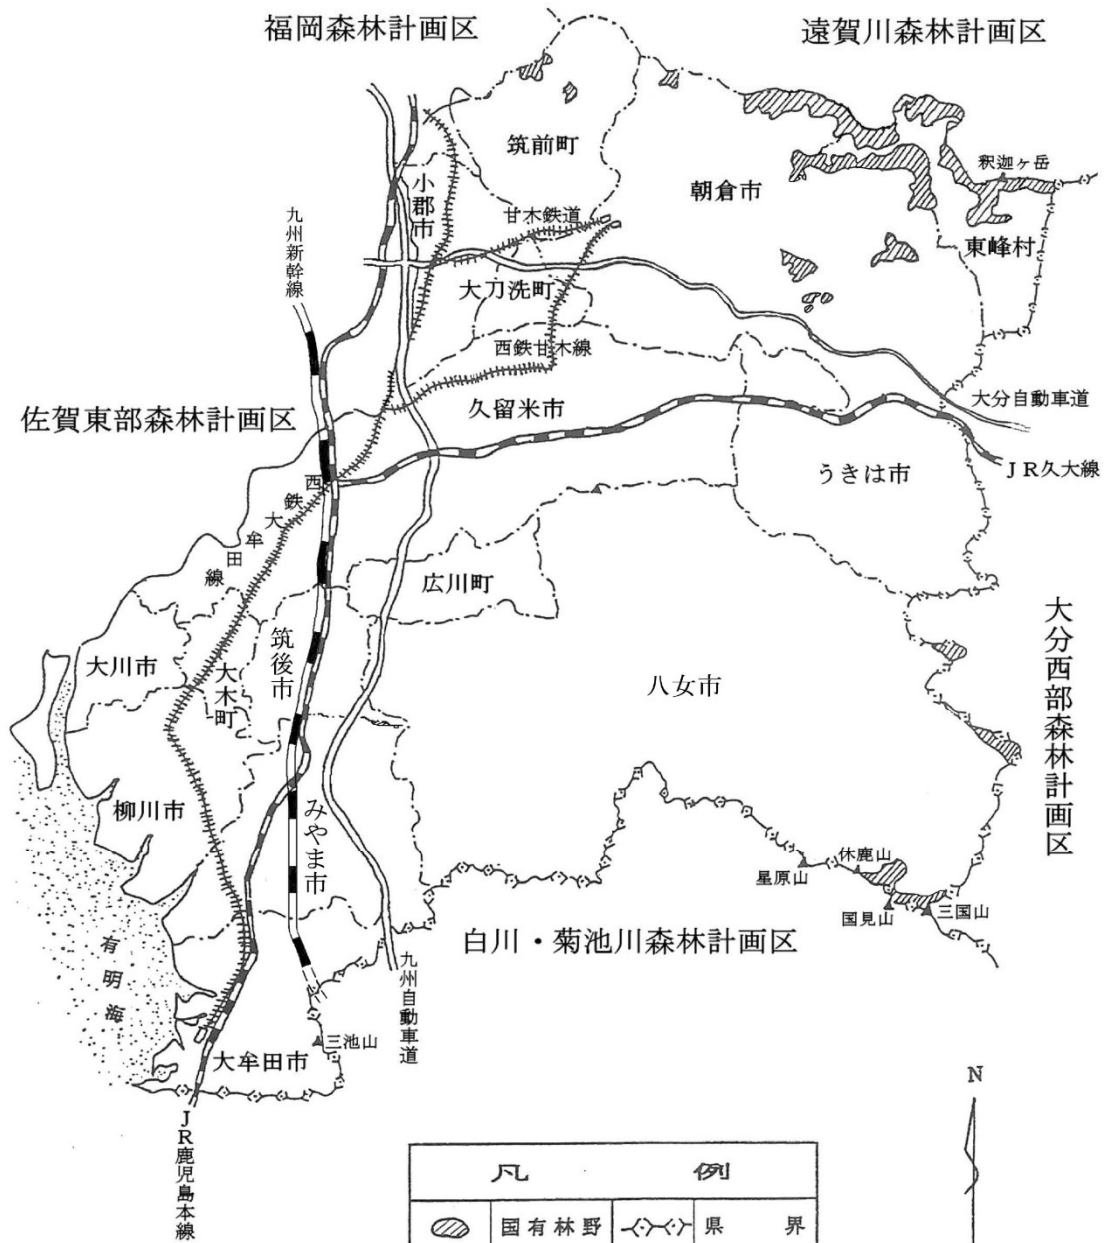 福岡森林計画区
遠賀川森林計画区
筑前町
釈迦ヶ岳
小郡市
朝倉市
甘木鉄道
九州新幹線
東峰村
大刀洗町
西鉄甘木線
佐賀東部森林計画区
久留米市
大分自動車道
うきは市
JR久大線
西鉄大牟田線
広川町
大分西部森林計画区
筑後市
大川市
大木町
八女市
柳川市
みやま市
休鹿山
星原山
国見山
三国山
白川・菊池川森林計画区
有明海
九州自動車道
三池山
大牟田市
N
JR鹿児島本線
凡例
国有林野 県界